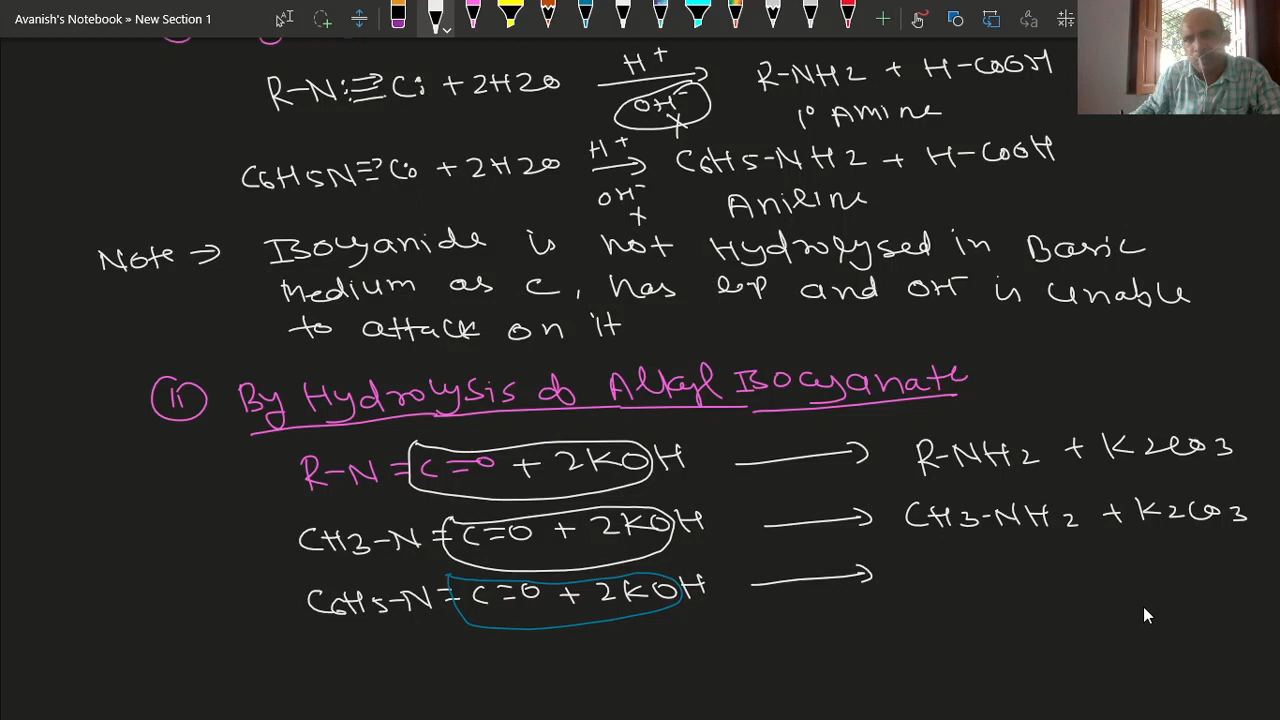 Avanish's Notebook » New Section 1
R-N≡C + 2H2O H+ R-NH2 + H-COOH
OH- x 1° Amine
C6H5N≡C + 2H2O H+ C6H5-NH2 + H-COOH
OH- x Aniline
Note ⇒ Isocyanide is not Hydrolysed in Basic
medium as C, has lop and OH- is unable
to attack on it
(ii) By Hydrolysis of Alkyl Isocyanate
R-N=C=O + 2KOH → R-NH2 + K2CO3
CH3-N=C=O + 2KOH → CH3-NH2 + K2CO3
C6H5-N=C=O + 2KOH →